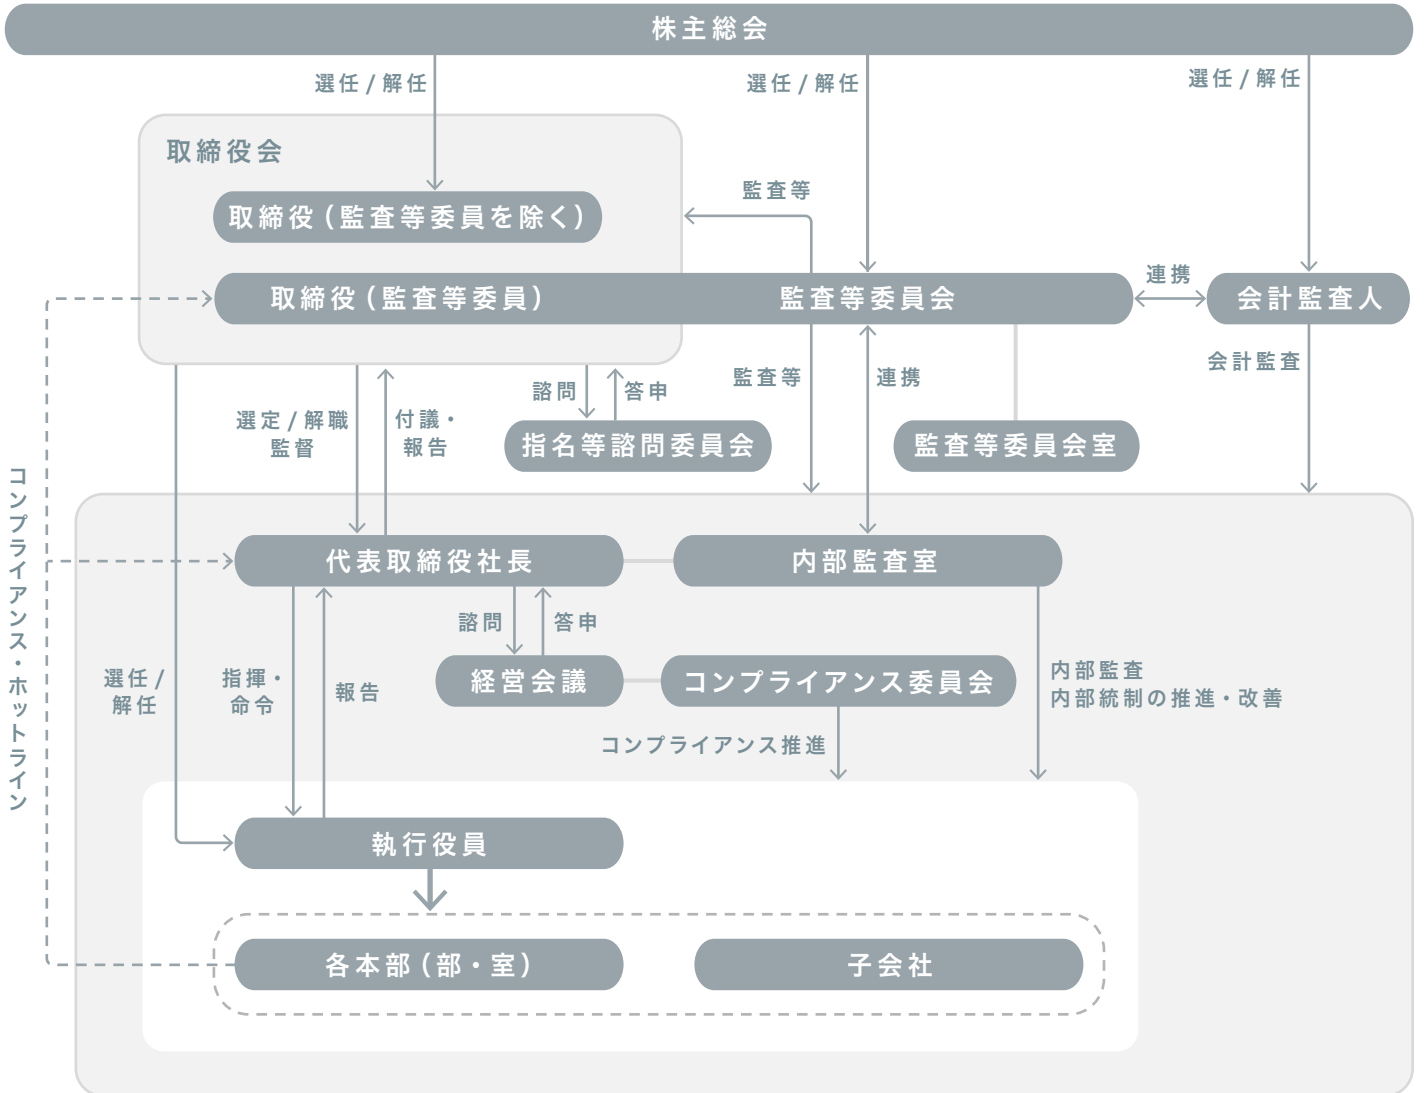 株主総会
選任 / 解任
選任 / 解任
選任 / 解任
取締役会
監査等
取締役（監査等委員を除く）
連携
取締役（監査等委員）
監査等委員会
会計監査人
会計監査
監査等
連携
諮問
答申
選定 / 解職
監督
付議・
報告
指名等諮問委員会
監査等委員会室
コンプライアンス・ホットライン
代表取締役社長
内部監査室
諮問
答申
選任 /
解任
指揮・
命令
報告
経営会議
コンプライアンス委員会
内部監査
内部統制の推進・改善
コンプライアンス推進
執行役員
各本部（部・室）
子会社